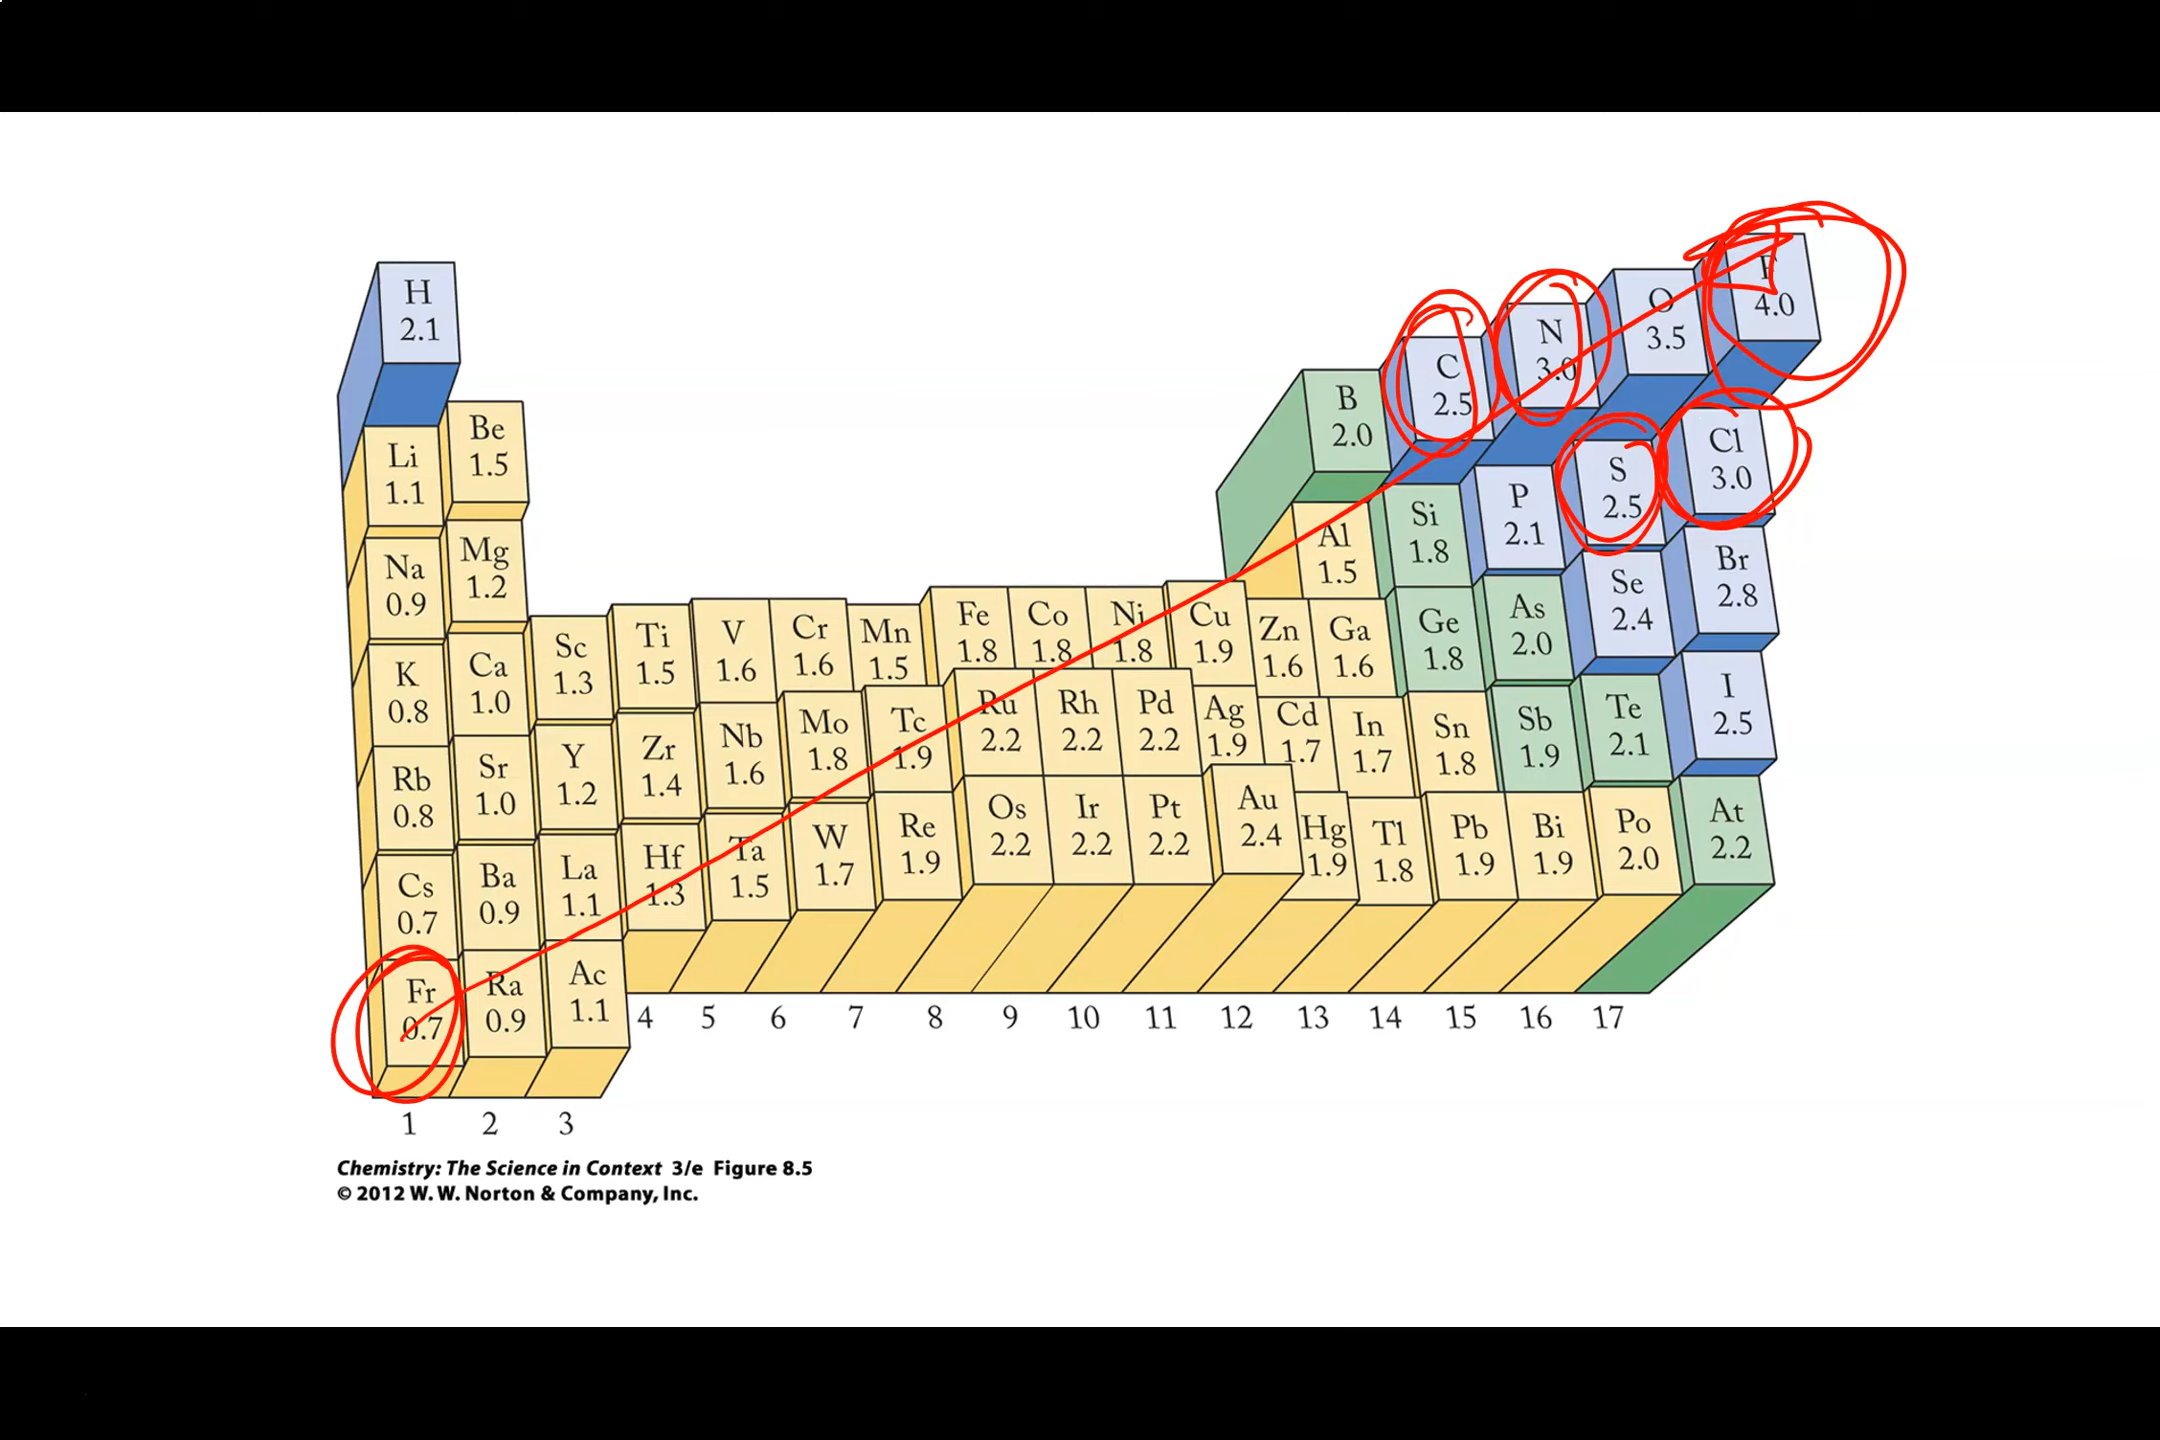 H
2.1
Li
1.1
Be
1.5
B
2.0
C
2.5
N
3.0
O
3.5
F
4.0
Na
0.9
Mg
1.2
Al
1.5
Si
1.8
P
2.1
S
2.5
Cl
3.0
K
0.8
Ca
1.0
Sc
1.3
Ti
1.5
V
1.6
Cr
1.6
Mn
1.5
Fe
1.8
Co
1.8
Ni
1.8
Cu
1.9
Zn
1.6
Ga
1.6
Ge
1.8
As
2.0
Se
2.4
Br
2.8
Rb
0.8
Sr
1.0
Y
1.2
Zr
1.4
Nb
1.6
Mo
1.8
Tc
1.9
Ru
2.2
Rh
2.2
Pd
2.2
Ag
1.9
Cd
1.7
In
1.7
Sn
1.8
Sb
1.9
Te
2.1
I
2.5
Cs
0.7
Ba
0.9
La
1.1
Hf
1.3
Ta
1.5
W
1.7
Re
1.9
Os
2.2
Ir
2.2
Pt
2.2
Au
2.4
Hg
1.9
Tl
1.8
Pb
1.9
Bi
1.9
Po
2.0
At
2.2
Fr
0.7
Ra
0.9
Ac
1.1
4 5 6 7 8 9 10 11 12 13 14 15 16 17
1 2 3
Chemistry: The Science in Context 3/e Figure 8.5
© 2012 W. W. Norton & Company, Inc.